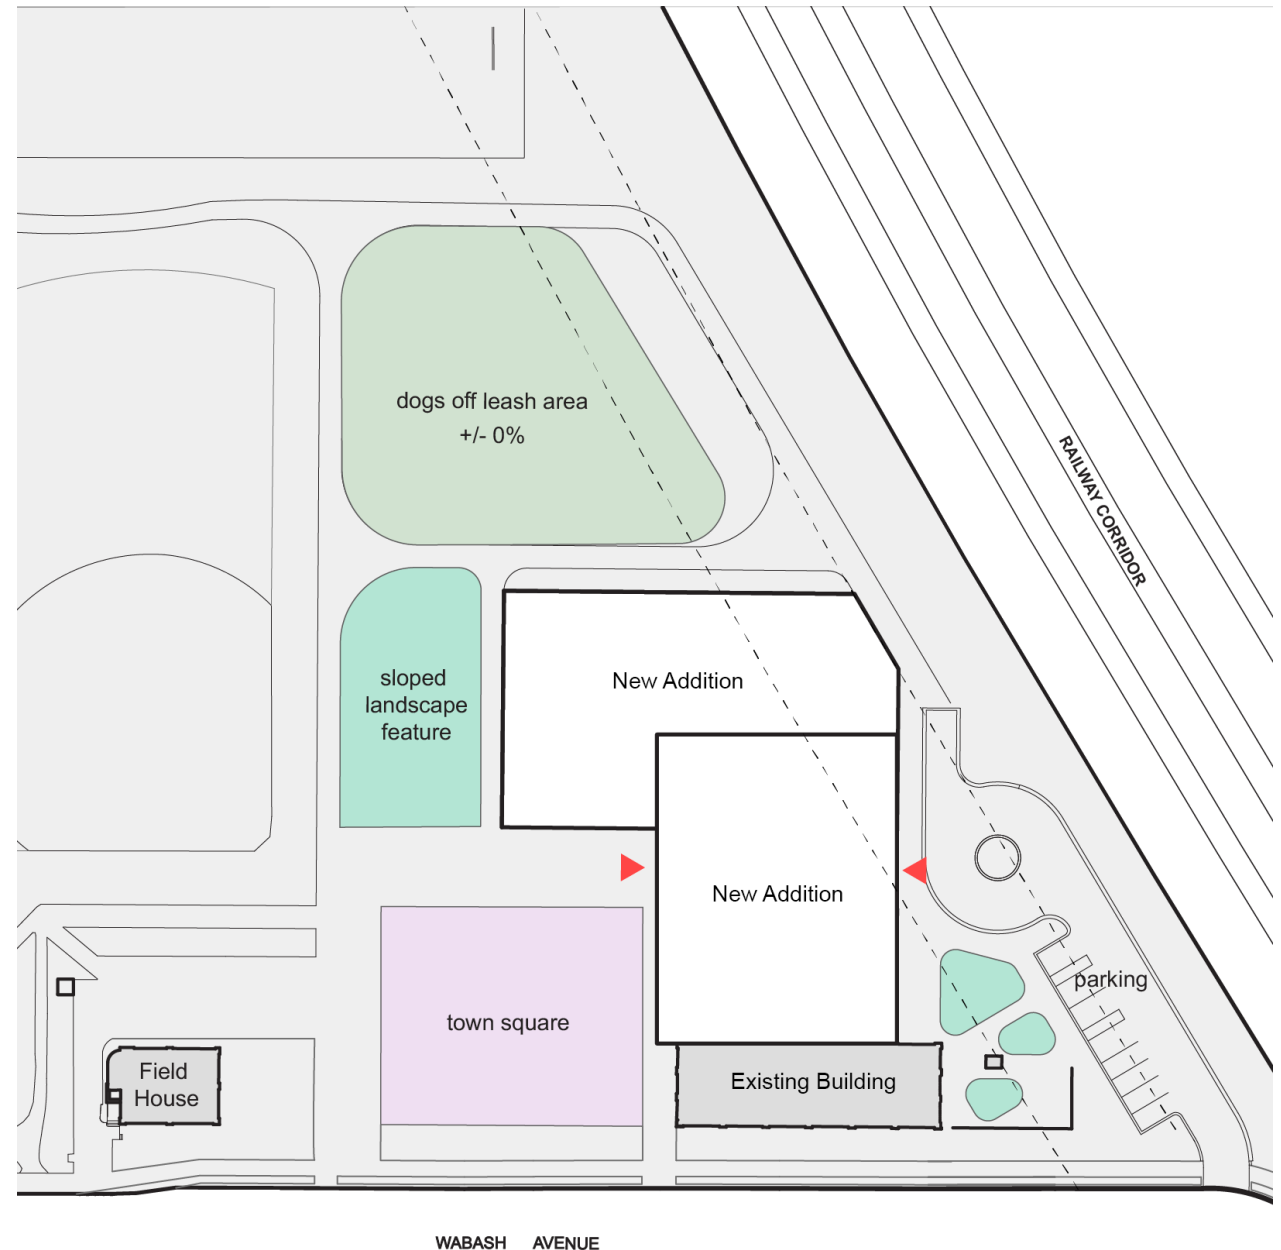 dogs off leash area
+/- 0%
RAILWAY CORRIDOR
sloped
landscape
feature
New Addition
New Addition
parking
town square
Field
House
Existing Building
WABASH AVENUE